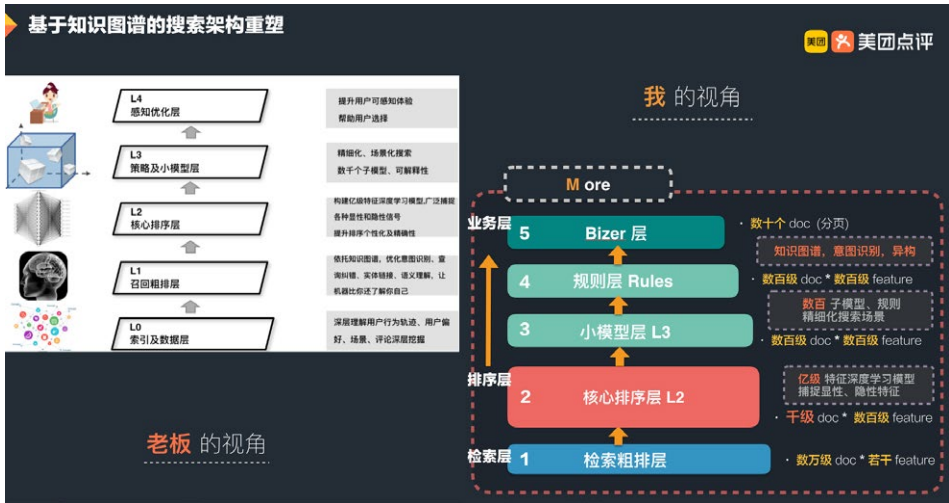 基于知识图谱的搜索架构重塑
美团
美团点评
L4
感知优化层
提升用户可感知体验
帮助用户选择
L3
策略及小模型层
精细化、场景化搜索
数千个子模型、可解释性
L2
核心排序层
构建亿级特征深度学习模型,广泛捕捉
各种显性和隐性信号
提升排序个性化及精确性
L1
召回粗排层
依托知识图谱，优化意图识别、查
询纠错、实体链接、语义理解，让
机器比你还了解你自己
L0
索引及数据层
深层理解用户行为轨迹、用户偏
好、场景、评论深层挖掘
老板 的视角
我 的视角
More
业务层
5 Bizer 层
· 数十个 doc (分页)
知识图谱，意图识别，异构
4 规则层 Rules
· 数百级 doc * 数百级 feature
数百 子模型、规则
精细化搜索场景
3 小模型层 L3
· 数百级 doc * 数百级 feature
排序层
亿级 特征深度学习模型
捕捉显性、隐性特征
2 核心排序层 L2
· 千级 doc * 数百级 feature
检索层
1 检索粗排层
· 数万级 doc * 若干 feature